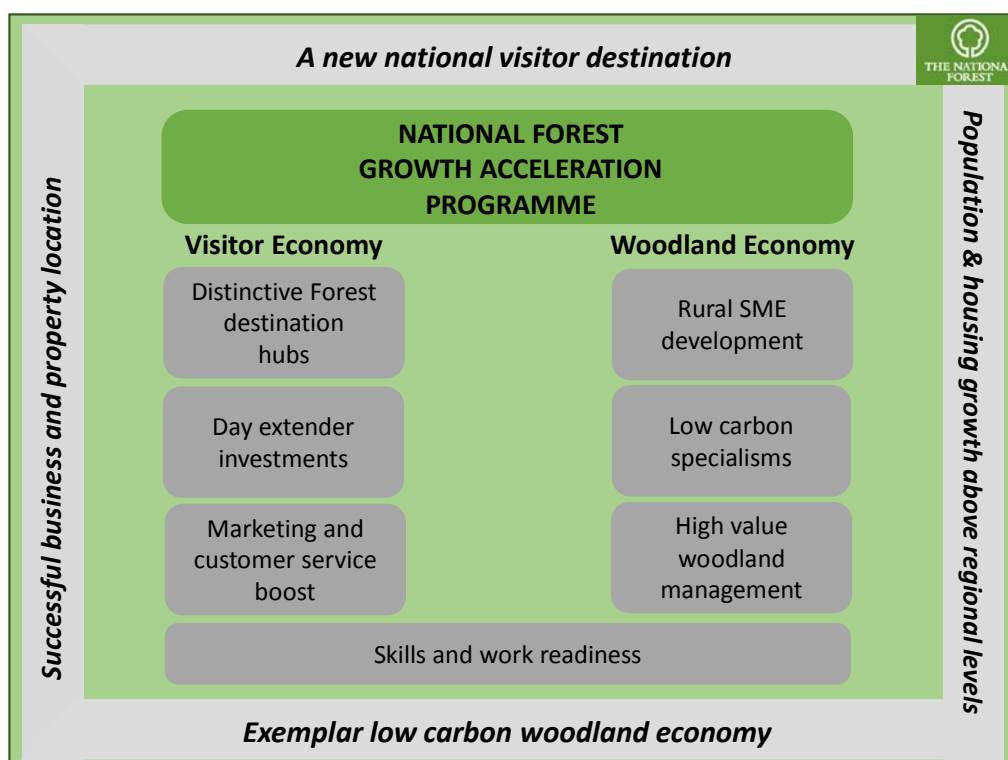 A new national visitor destination
THE NATIONAL
FOREST
NATIONAL FOREST
GROWTH ACCELERATION
PROGRAMME
Successful business and property location
Population & housing growth above regional levels
Visitor Economy
Woodland Economy
Distinctive Forest
destination
hubs
Rural SME
development
Day extender
investments
Low carbon
specialisms
Marketing and
customer service
boost
High value
woodland
management
Skills and work readiness
Exemplar low carbon woodland economy